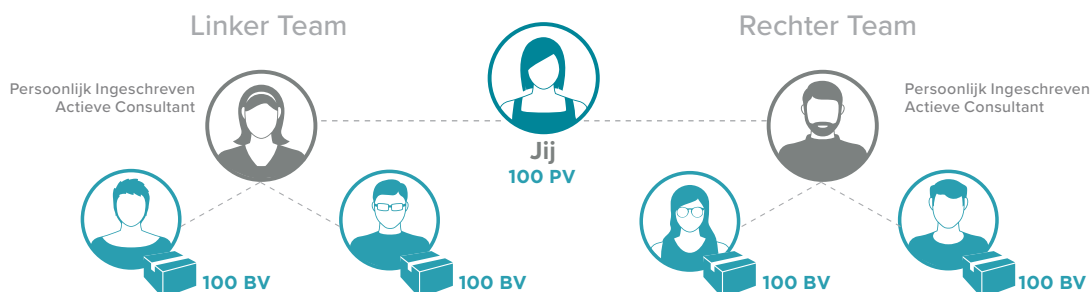 Linker Team
Rechter Team
Persoonlijk Ingeschreven
Actieve Consultant
Persoonlijk Ingeschreven
Actieve Consultant
Jij
100 PV
100 BV
100 BV
100 BV
100 BV